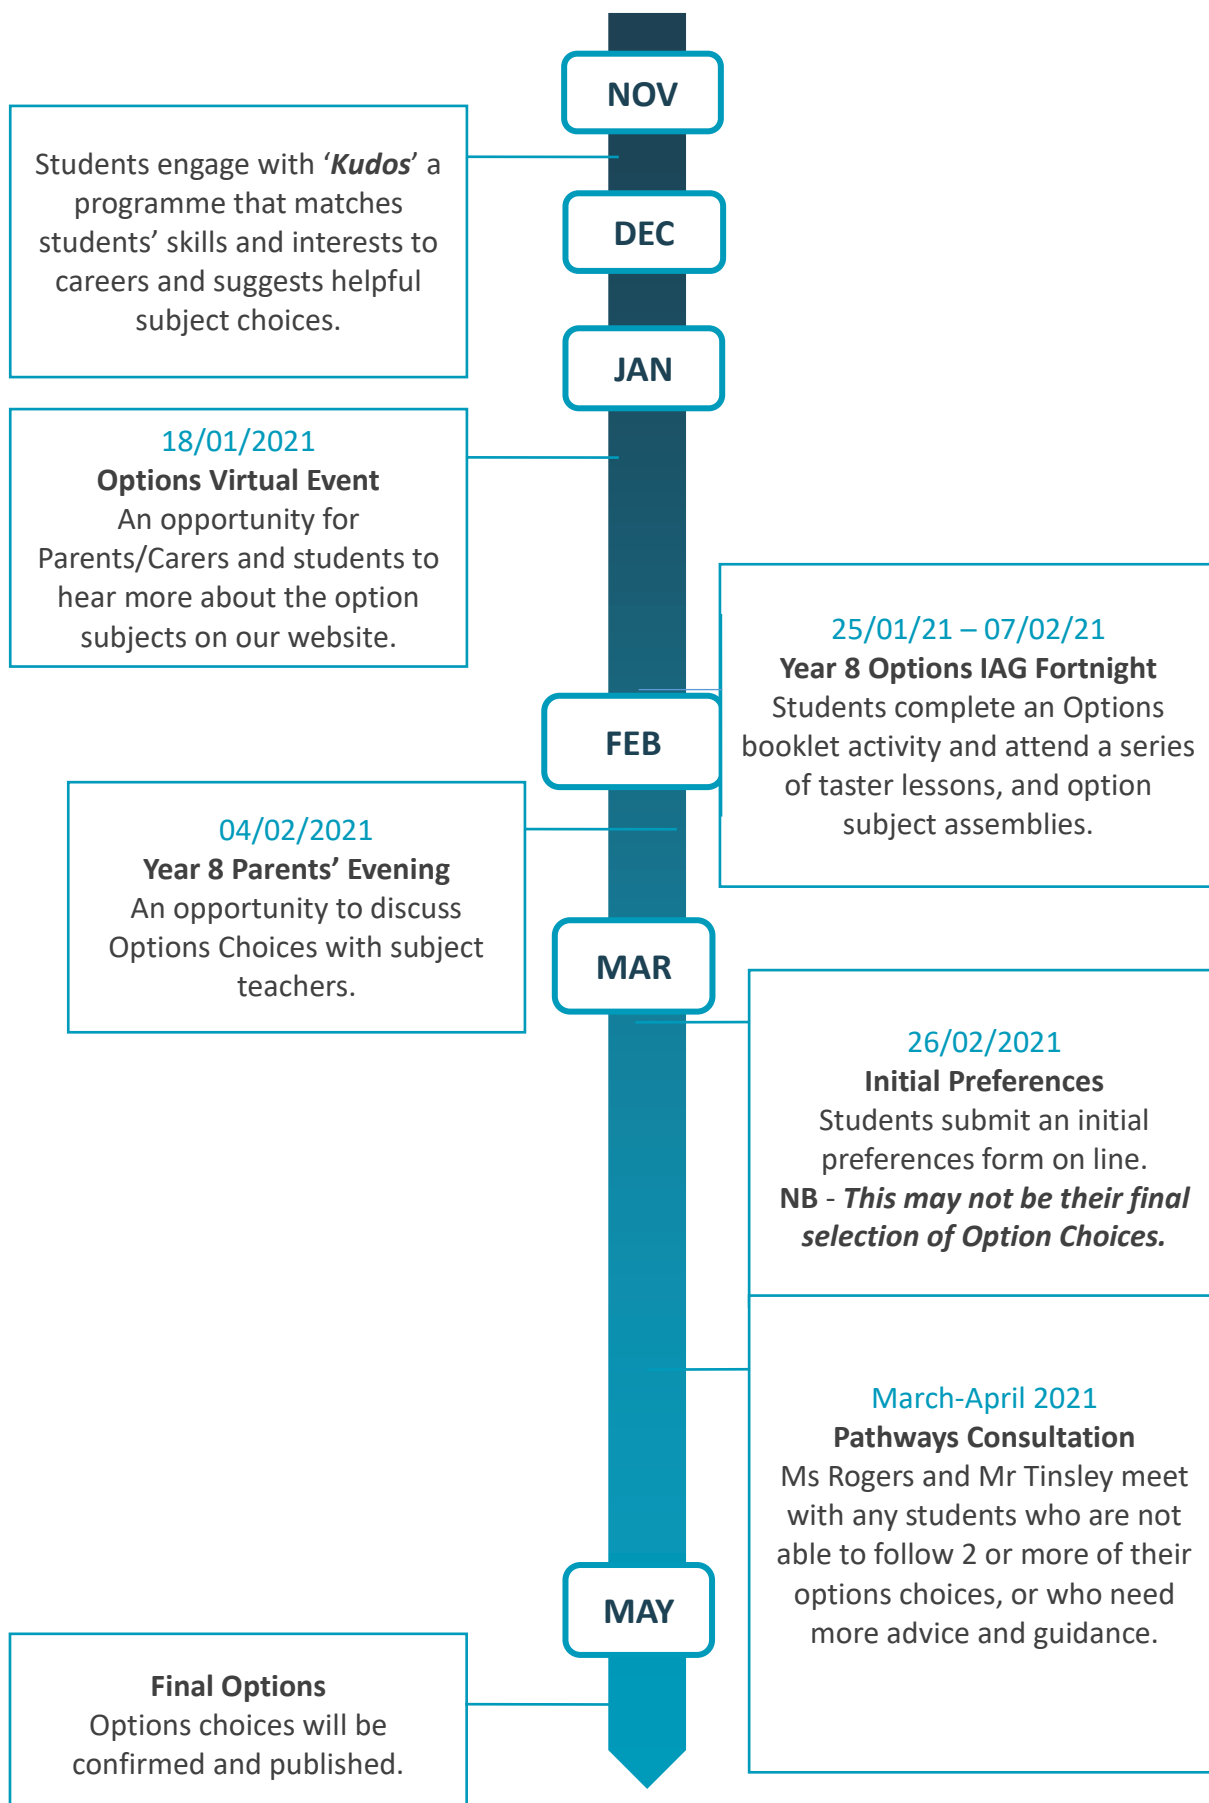 NOV
Students engage with ‘Kudos’ a
programme that matches
students’ skills and interests to
careers and suggests helpful
subject choices.
DEC
JAN
18/01/2021
Options Virtual Event
An opportunity for
Parents/Carers and students to
hear more about the option
subjects on our website.
25/01/21 – 07/02/21
Year 8 Options IAG Fortnight
Students complete an Options
booklet activity and attend a series
of taster lessons, and option
subject assemblies.
FEB
04/02/2021
Year 8 Parents’ Evening
An opportunity to discuss
Options Choices with subject
teachers.
MAR
26/02/2021
Initial Preferences
Students submit an initial
preferences form on line.
NB - This may not be their final
selection of Option Choices.
March-April 2021
Pathways Consultation
Ms Rogers and Mr Tinsley meet
with any students who are not
able to follow 2 or more of their
options choices, or who need
more advice and guidance.
MAY
Final Options
Options choices will be
confirmed and published.